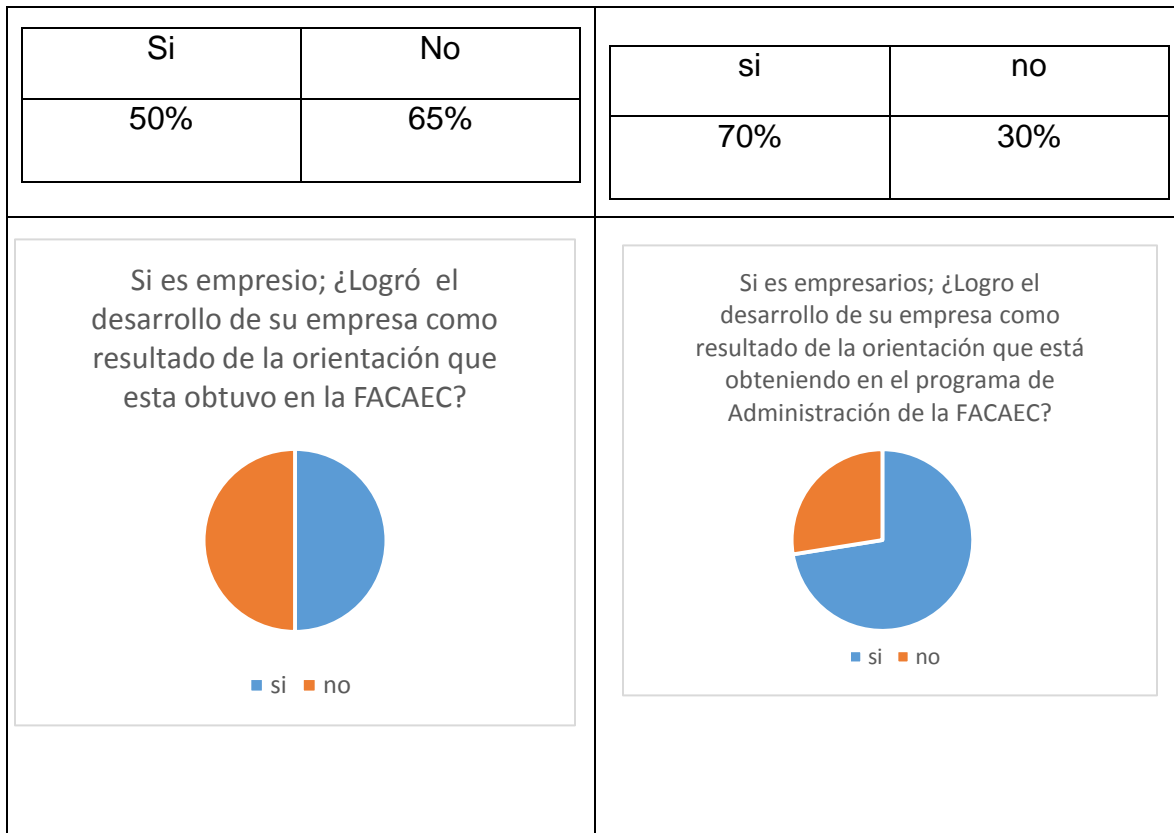 Si No
50% 65%
si no
70% 30%
Si es empresio; ¿Logró el
desarrollo de su empresa como
resultado de la orientación que
esta obtuvo en la FACAEC?
si no
Si es empresarios; ¿Logro el
desarrollo de su empresa como
resultado de la orientación que está
obteniendo en el programa de
Administración de la FACAEC?
si no